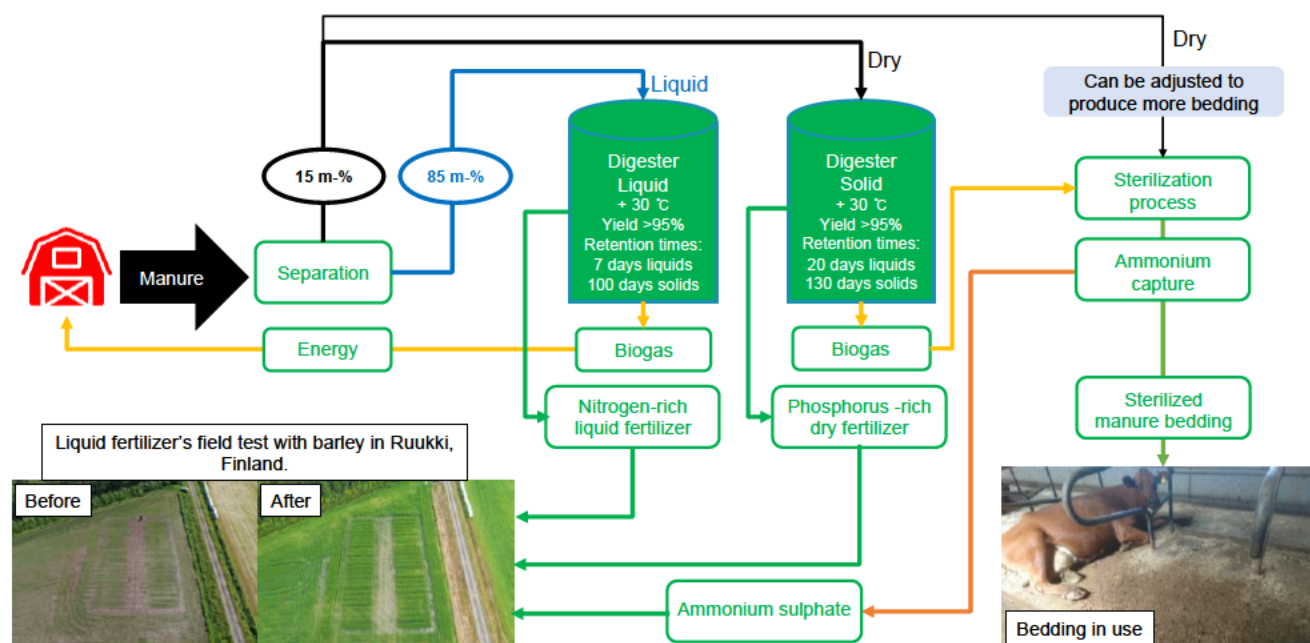 Dry
Dry
Liquid
Can be adjusted to
produce more bedding
15 m-%
85 m-%
Digester
Liquid
+ 30 ℃
Yield >95%
Retention times:
7 days liquids
100 days solids
Digester
Solid
+ 30 ℃
Yield >95%
Retention times:
20 days liquids
130 days solids
Sterilization
process
Manure
Separation
Ammonium
capture
Energy
Biogas
Biogas
Nitrogen-rich
liquid fertilizer
Phosphorus -rich
dry fertilizer
Sterilized
manure bedding
Liquid fertilizer's field test with barley in Ruukki,
Finland.
Before
After
Ammonium sulphate
Bedding in use